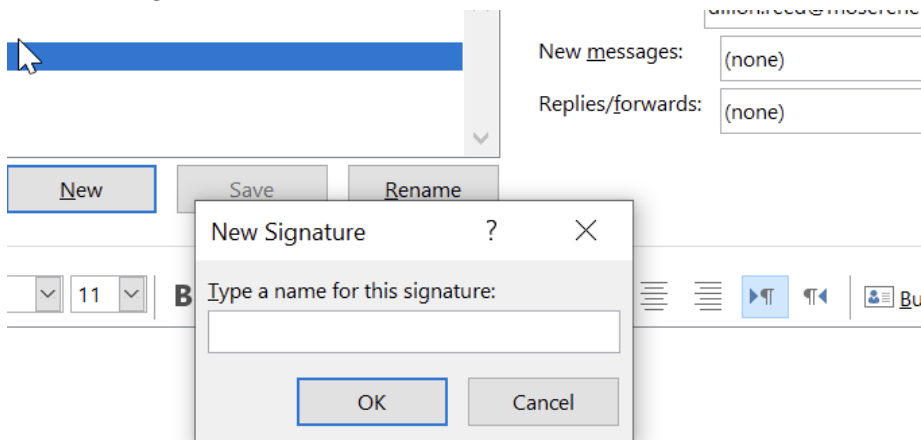 New messages:
(none)
Replies/forwards:
(none)
New
Save
Rename
New Signature
?
11
B
Type a name for this signature:
OK
Cancel